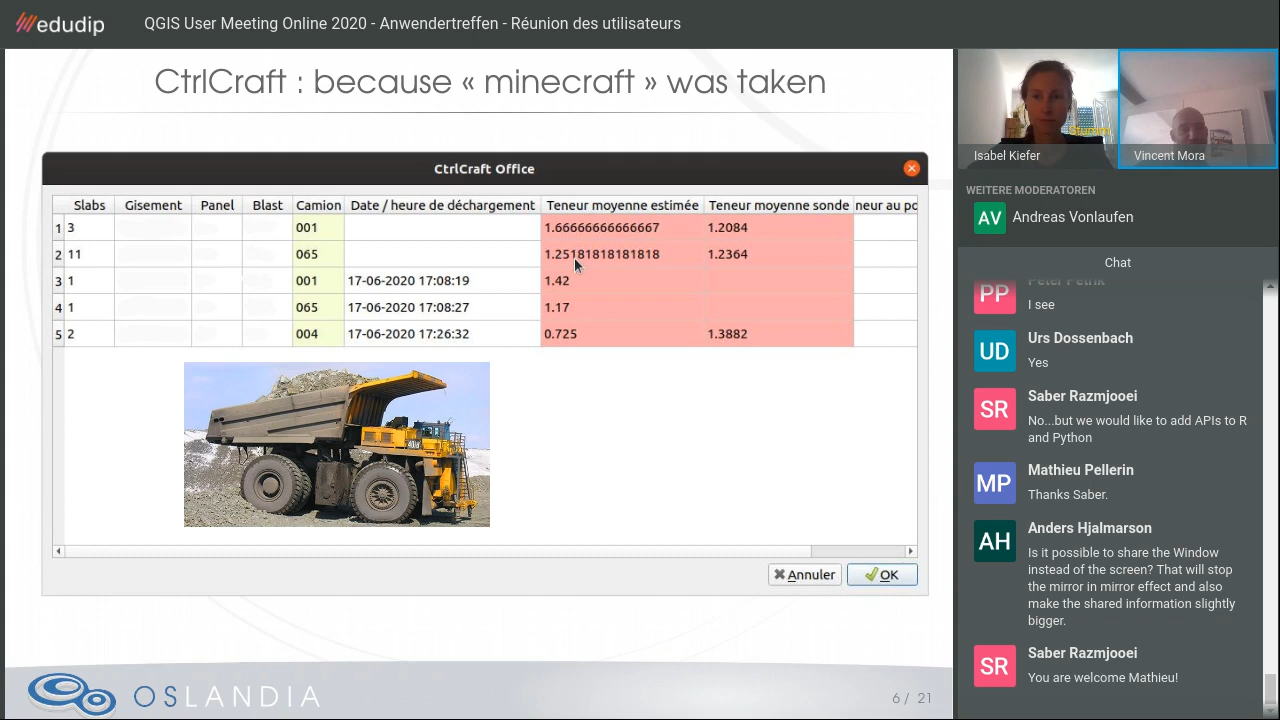 edudip
QGIS User Meeting Online 2020 - Anwendertreffen - Réunion des utilisateurs
CtrlCraft : because « minecraft » was taken
CtrlCraft Office
Slabs Gisement Panel Blast Camion Date / heure de déchargement Teneur moyenne estimée Teneur moyenne sonde neur au po
1 3 001 1.66666666666667 1.2084
2 11 065 1.25181818181818 1.2364
3 1 001 17-06-2020 17:08:19 1.42
4 1 065 17-06-2020 17:08:27 1.17
5 2 004 17-06-2020 17:26:32 0.725 1.3882
Annuler OK
OSLANDIA
6 / 21
Stumm
Isabel Kiefer
Vincent Mora
WEITERE MODERATOREN
AV Andreas Vonlaufen
Chat
PP Peter Petrik
I see
UD Urs Dossenbach
Yes
SR Saber Razmjooei
No...but we would like to add APIs to R
and Python
MP Mathieu Pellerin
Thanks Saber.
AH Anders Hjalmarson
Is it possible to share the Window
instead of the screen? That will stop
the mirror in mirror effect and also
make the shared information slightly
bigger.
SR Saber Razmjooei
You are welcome Mathieu!